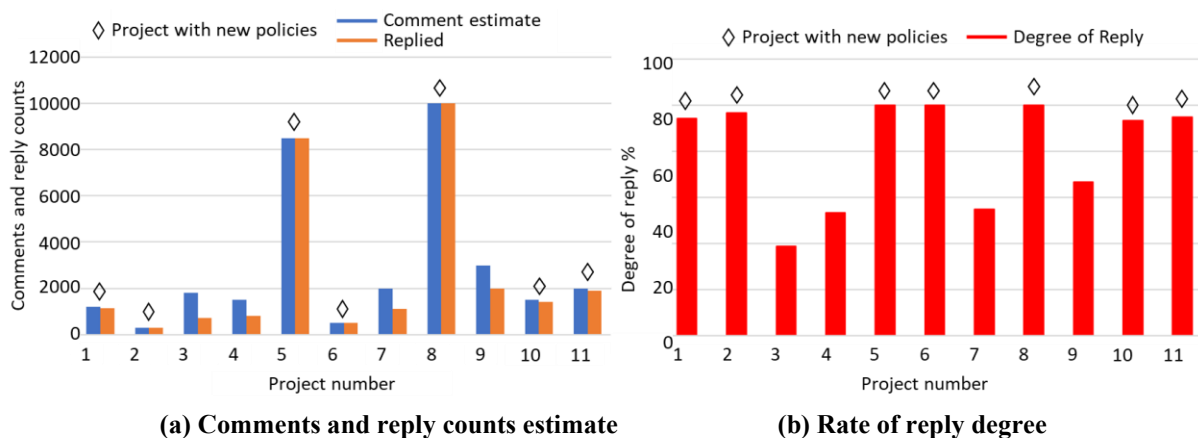 Project with new policies
Comment estimate
Replied
12000
10000
8000
6000
4000
2000
0
Comments and reply counts
1 2 3 4 5 6 7 8 9 10 11
Project number
(a) Comments and reply counts estimate
Project with new policies
Degree of Reply
100
80
60
40
20
0
Degree of reply %
1 2 3 4 5 6 7 8 9 10 11
Project number
(b) Rate of reply degree